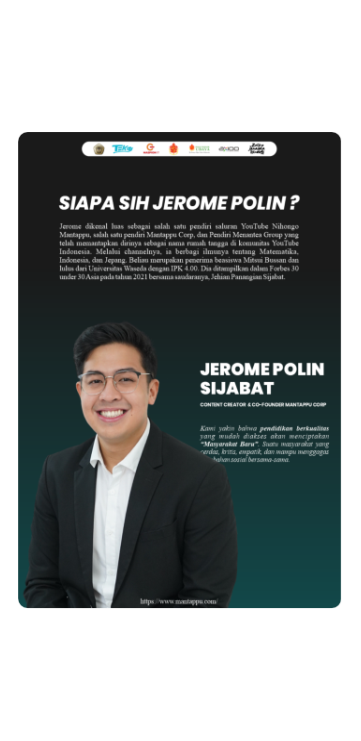 SIAPA SIH JEROME POLIN ?
Jerome dikenal luas sebagai salah satu pendiri saluran YouTube Nihongo
Mantappu, salah satu pendiri Mantappu Corp, dan Pendiri Menantea Group yang
telah memantapkan dirinya sebagai nama rumah tangga di komunitas YouTube
Indonesia. Melalui channelnya, ia berbagi ilmunya tentang Matematika,
Indonesia, dan Jepang. Beliau merupakan penerima beasiswa Mitsui Bussan dan
lulus dari Universitas Waseda dengan IPK 4.00. Dia ditampilkan dalam Forbes 30
under 30 Asia pada tahun 2021 bersama saudaranya, Jehian Panangian Sijabat.
JEROME POLIN
SIJABAT
CONTENT CREATOR & CO-FOUNDER MANTAPPU CORP
Kami yakin bahwa pendidikan berkualitas
yang mudah diakses akan menciptakan
"Masyarakat Baru". Suatu masyarakat yang
cerdas, kritis, empatik, dan mampu menggagas
sosial bersama-sama.
https://www.mantappu.com/